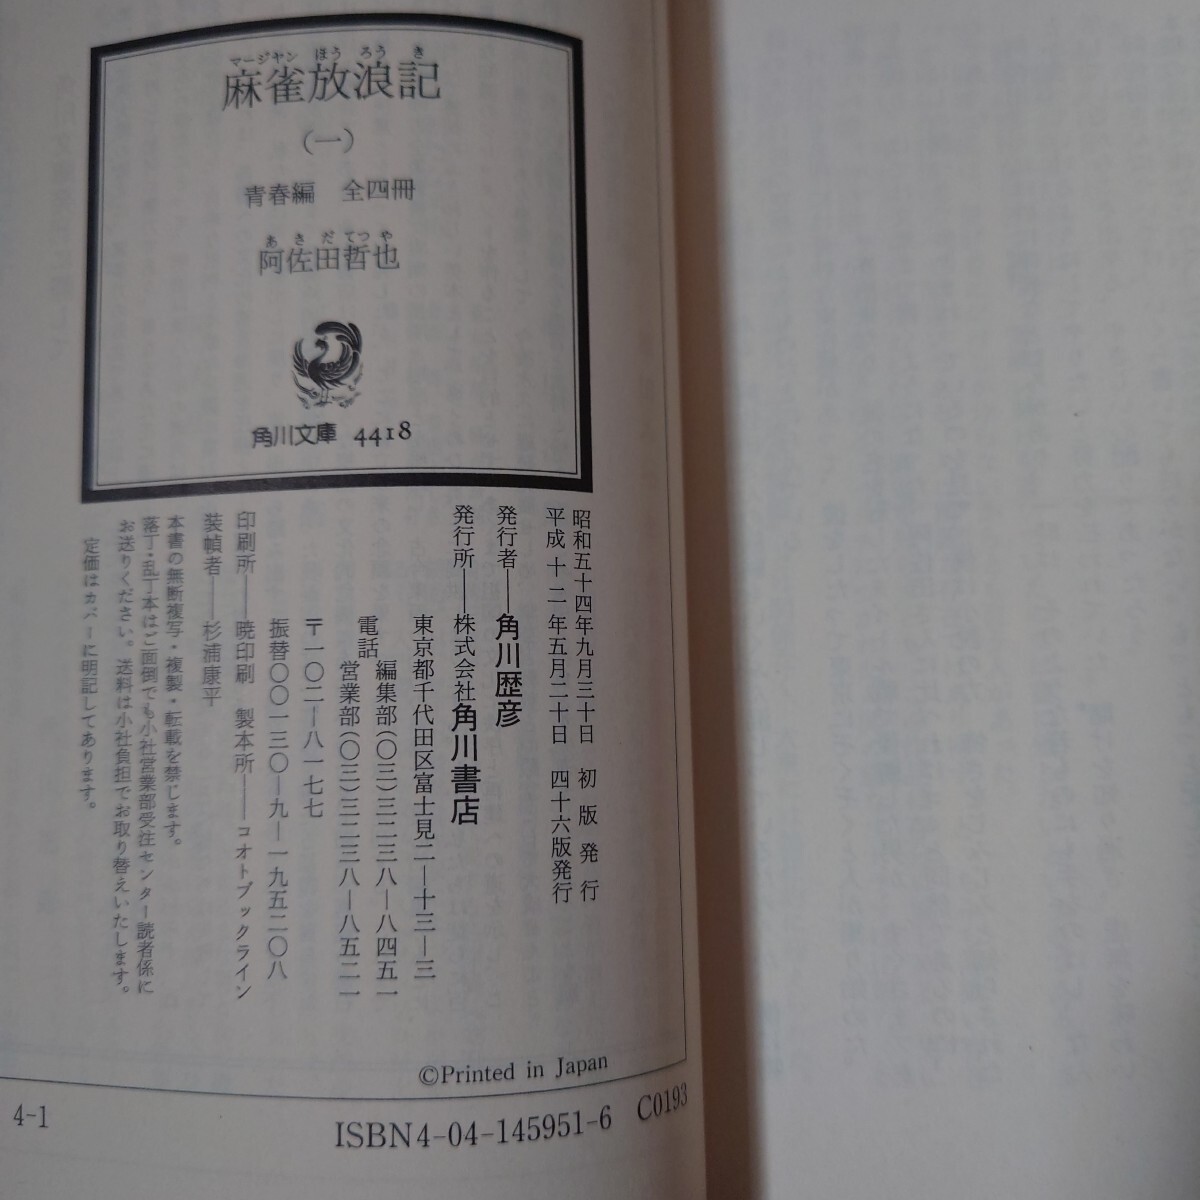 マージヤン ほう ろう き
麻雀放浪記
(一)
青春編 全四冊
あ さ だ てつ や
阿佐田哲也
角川文庫 4418
昭和五十四年九月三十日 初版発行
平成十二年五月二十日 四十六版発行
発行者――角川歴彦
発行所――株式会社角川書店
東京都千代田区富士見二―十三―三
電話 編集部(〇三)三二三八―八四五一
営業部(〇三)三二三八―八五二一
〒一〇二―八一七七
振替〇〇一三〇―九―一九五二〇八
印刷所――暁印刷 製本所――コオトブックライン
装幀者――杉浦康平
本書の無断複写・複製・転載を禁じます。
落丁・乱丁本はご面倒でも小社営業部受注センター読者係に
お送りください。送料は小社負担でお取り替えいたします。
定価はカバーに明記してあります。
©Printed in Japan
4-1
ISBN4-04-145951-6 C0193